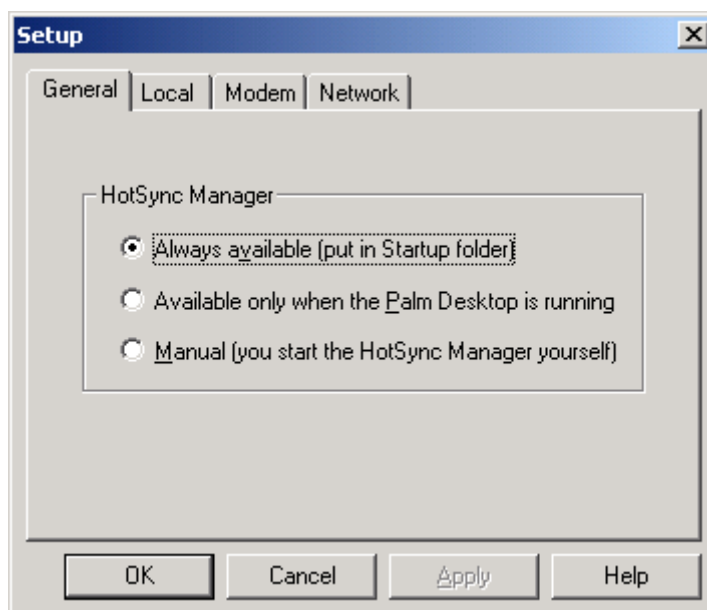 Setup
General Local Modem Network
HotSync Manager
Always available (put in Startup folder)
Available only when the Palm Desktop is running
Manual (you start the HotSync Manager yourself)
OK Cancel Apply Help